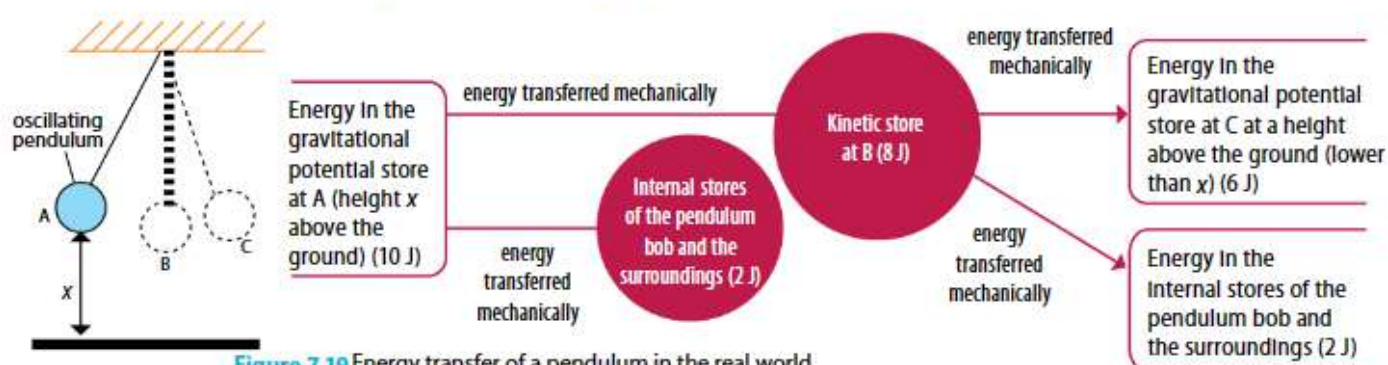 oscillating
pendulum
A
B
C
x
Energy in the
gravitational
potential store
at A (height x
above the
ground) (10 J)
energy transferred mechanically
energy
transferred
mechanically
Internal stores
of the pendulum
bob and the
surroundings (2 J)
Kinetic store
at B (8 J)
energy transferred
mechanically
energy
transferred
mechanically
Energy in the
gravitational potential
store at C at a height
above the ground (lower
than x) (6 J)
Energy in the
internal stores of the
pendulum bob and
the surroundings (2 J)
Figure 7.19 Energy transfer of a pendulum in the real world